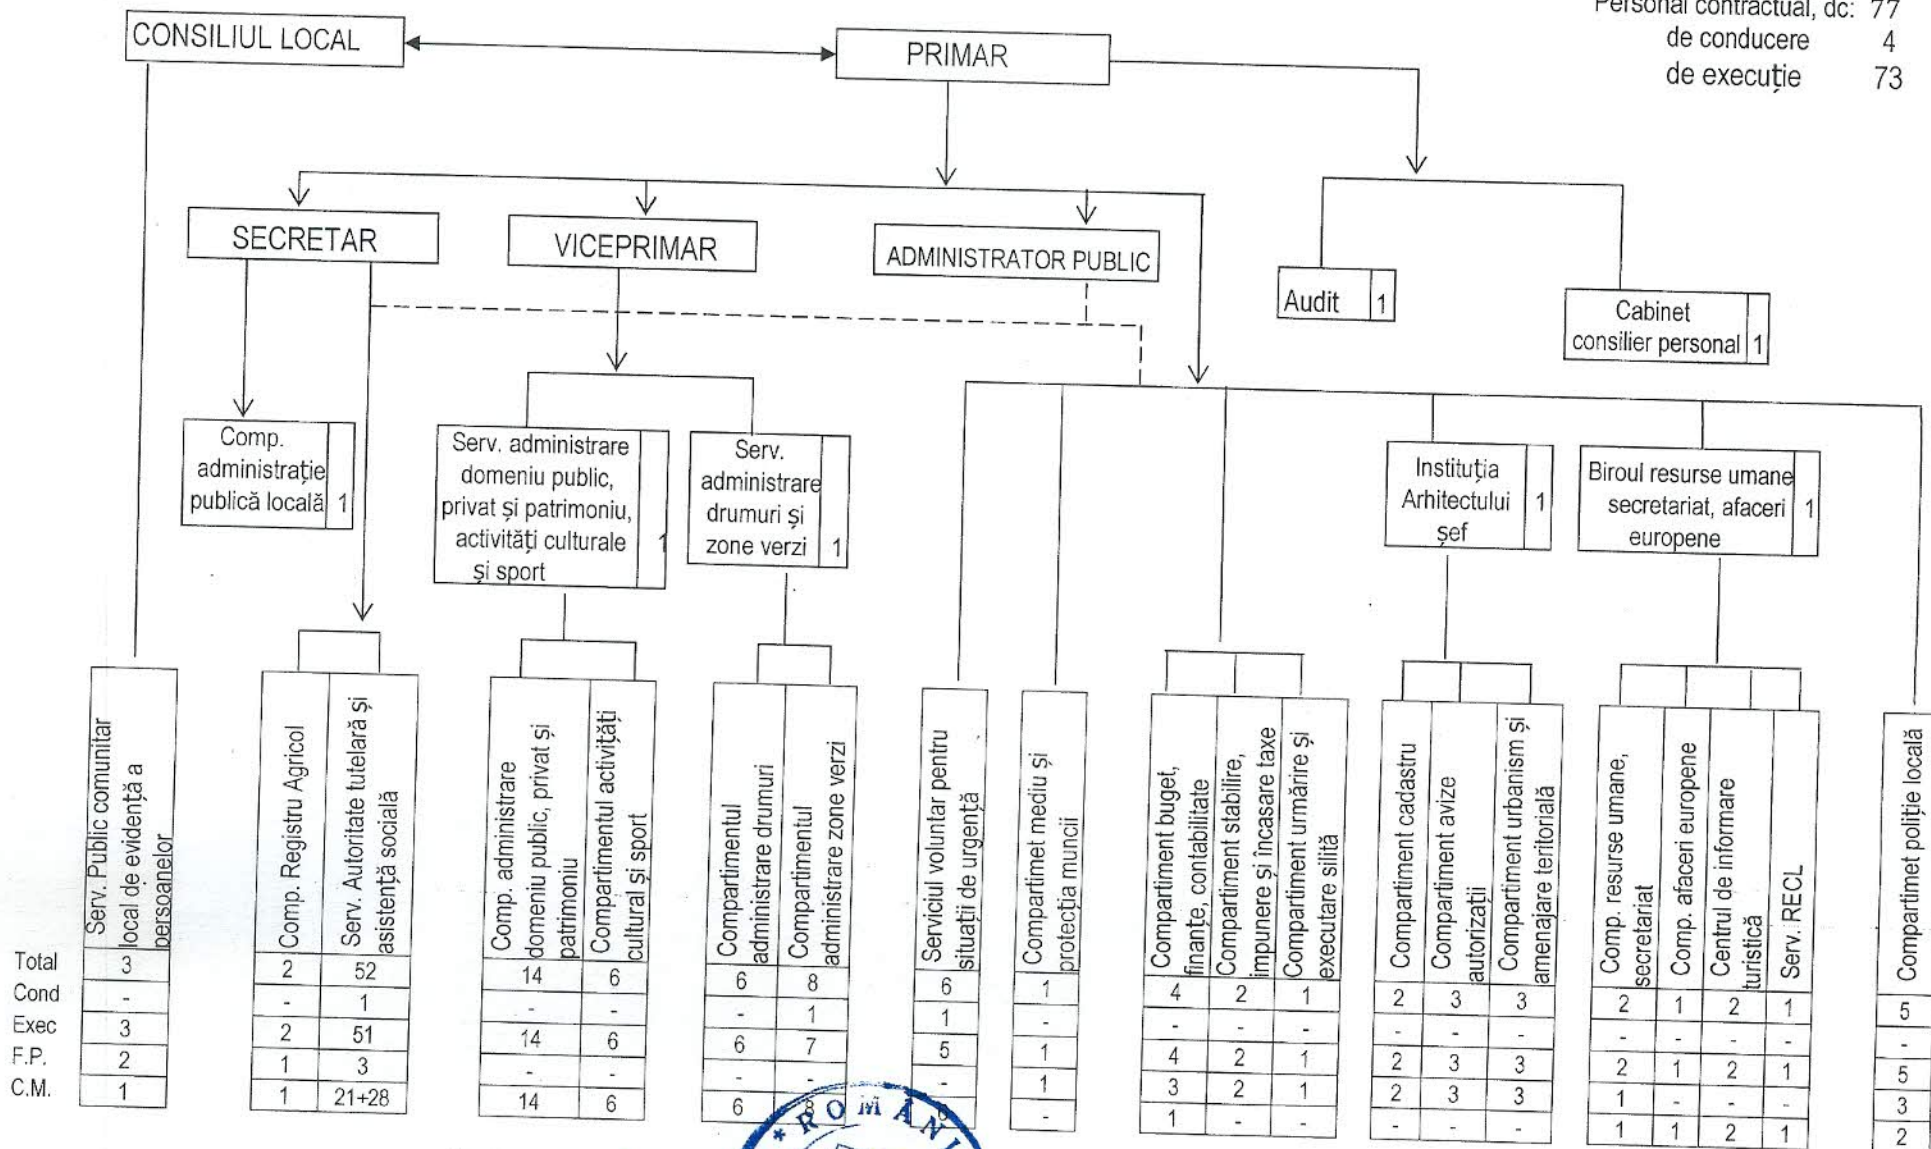 Personal contractual, dc: 77
de conducere 4
de execuție 73
CONSILIUL LOCAL
PRIMAR
SECRETAR
VICEPRIMAR
ADMINISTRATOR PUBLIC
Audit 1
Cabinet
consilier personal 1
Comp.
administrație
publică locală 1
Serv. administrare
domeniu public,
privat și patrimoniu,
activități culturale
și sport
1
Serv.
administrare
drumuri și
zone verzi 1
Instituția
Arhitectului
șef
1
Biroul resurse umane
secretariat, afaceri
europene
1
Serv. Public comunitar
local de evidență a
persoanelor
Comp. Registru Agricol
Serv. Autoritate tutelară și
asistență socială
Comp. administrare
domeniu public, privat și
patrimoniu
Compartimentul activități
cultural și sport
Compartimentul
administrare drumuri
Compartimentul
administrare zone verzi
Serviciul voluntar pentru
situații de urgență
Compartimet mediu și
protecția muncii
Compartiment buget,
finanțe, contabilitate
Compartiment stabilire,
impunere și încasare taxe
Compartiment urmărire și
executare silită
Compartiment cadastru
Compartiment avize
autorizații
Compartiment urbanism și
amenajare teritorială
Comp. resurse umane,
secretariat
Comp. afaceri europene
Centrul de informare
turistică
Serv. RECL
Compartimet poliție locală
Total 3 2 52 14 6 6 8 6 1 4 2 1 2 3 3 2 1 2 1 5
Cond - - 1 - - - 1 1 - - - - - - - - - - - -
Exec 3 2 51 14 6 6 7 5 1 4 2 1 2 3 3 2 1 2 1 5
F.P. 2 1 3 - - - - - 1 3 2 1 2 3 3 1 - - - 3
C.M. 1 1 21+28 14 6 6 8 6 - 1 - - - - - 1 1 2 1 2
* ROMÂNI